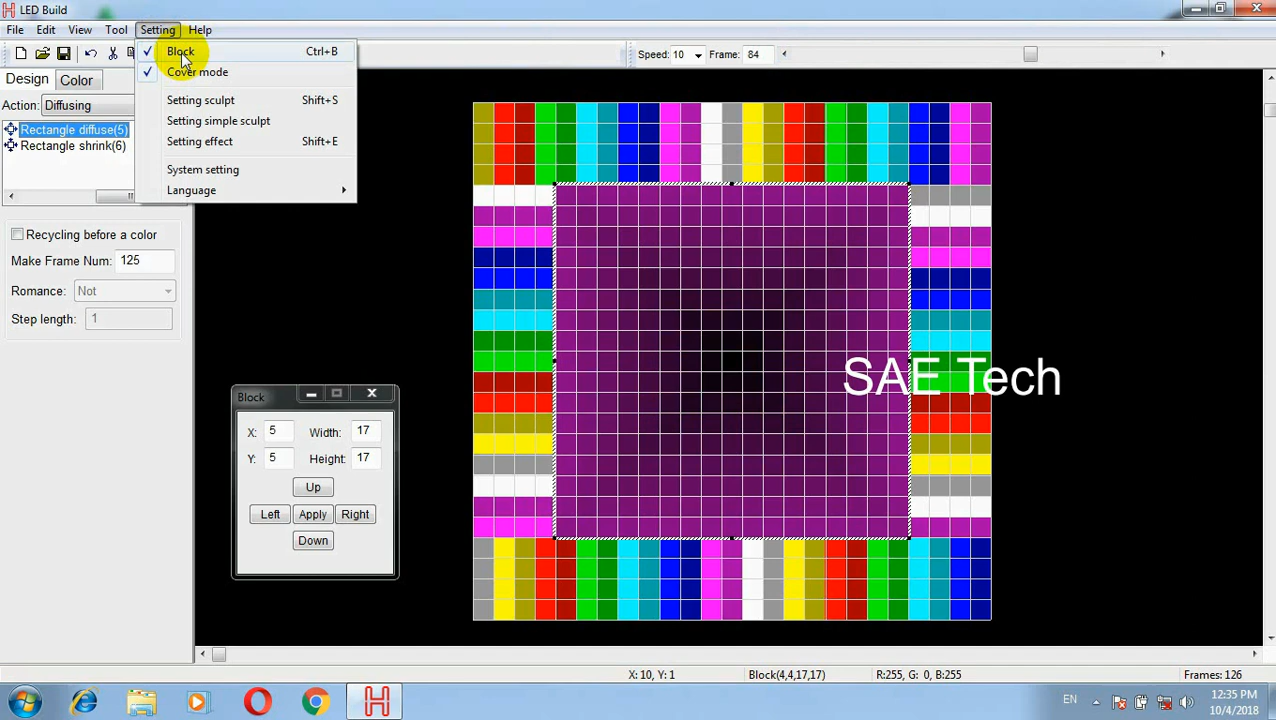 LED Build
File Edit View Tool Setting Help
Block Ctrl+B
Speed: 10 Frame: 84
Cover mode
Design Color
Setting sculpt Shift+S
Action: Diffusing
Setting simple sculpt
Rectangle diffuse(5)
Setting effect Shift+E
Rectangle shrink(6)
System setting
Language
Recycling before a color
Make Frame Num: 125
Romance: Not
Step length: 1
SAE Tech
Block
X: 5 Width: 17
Y: 5 Height: 17
Up
Left Apply Right
Down
X: 10, Y: 1 Block(4,4,17,17) R:255, G: 0, B:255 Frames: 126
EN 12:35 PM
10/4/2018